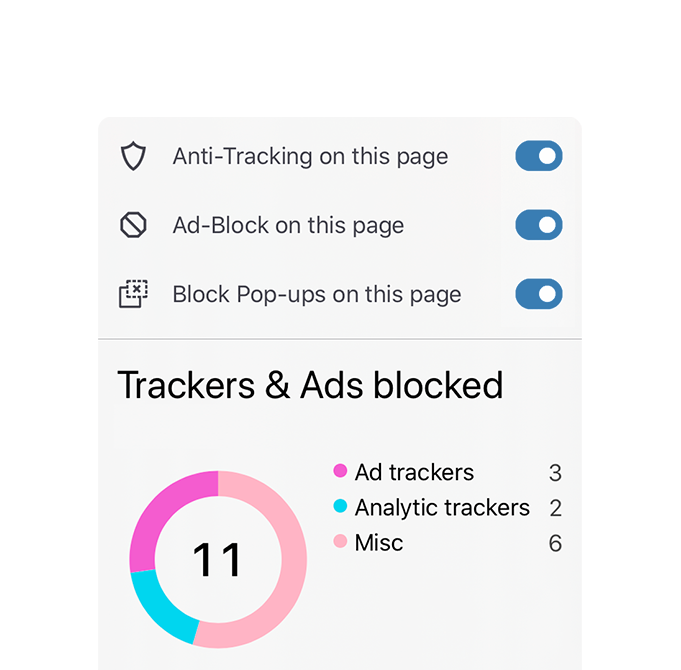 Anti-Tracking on this page
Ad-Block on this page
Block Pop-ups on this page
Trackers & Ads blocked
Ad trackers 3
Analytic trackers 2
Misc 6
11